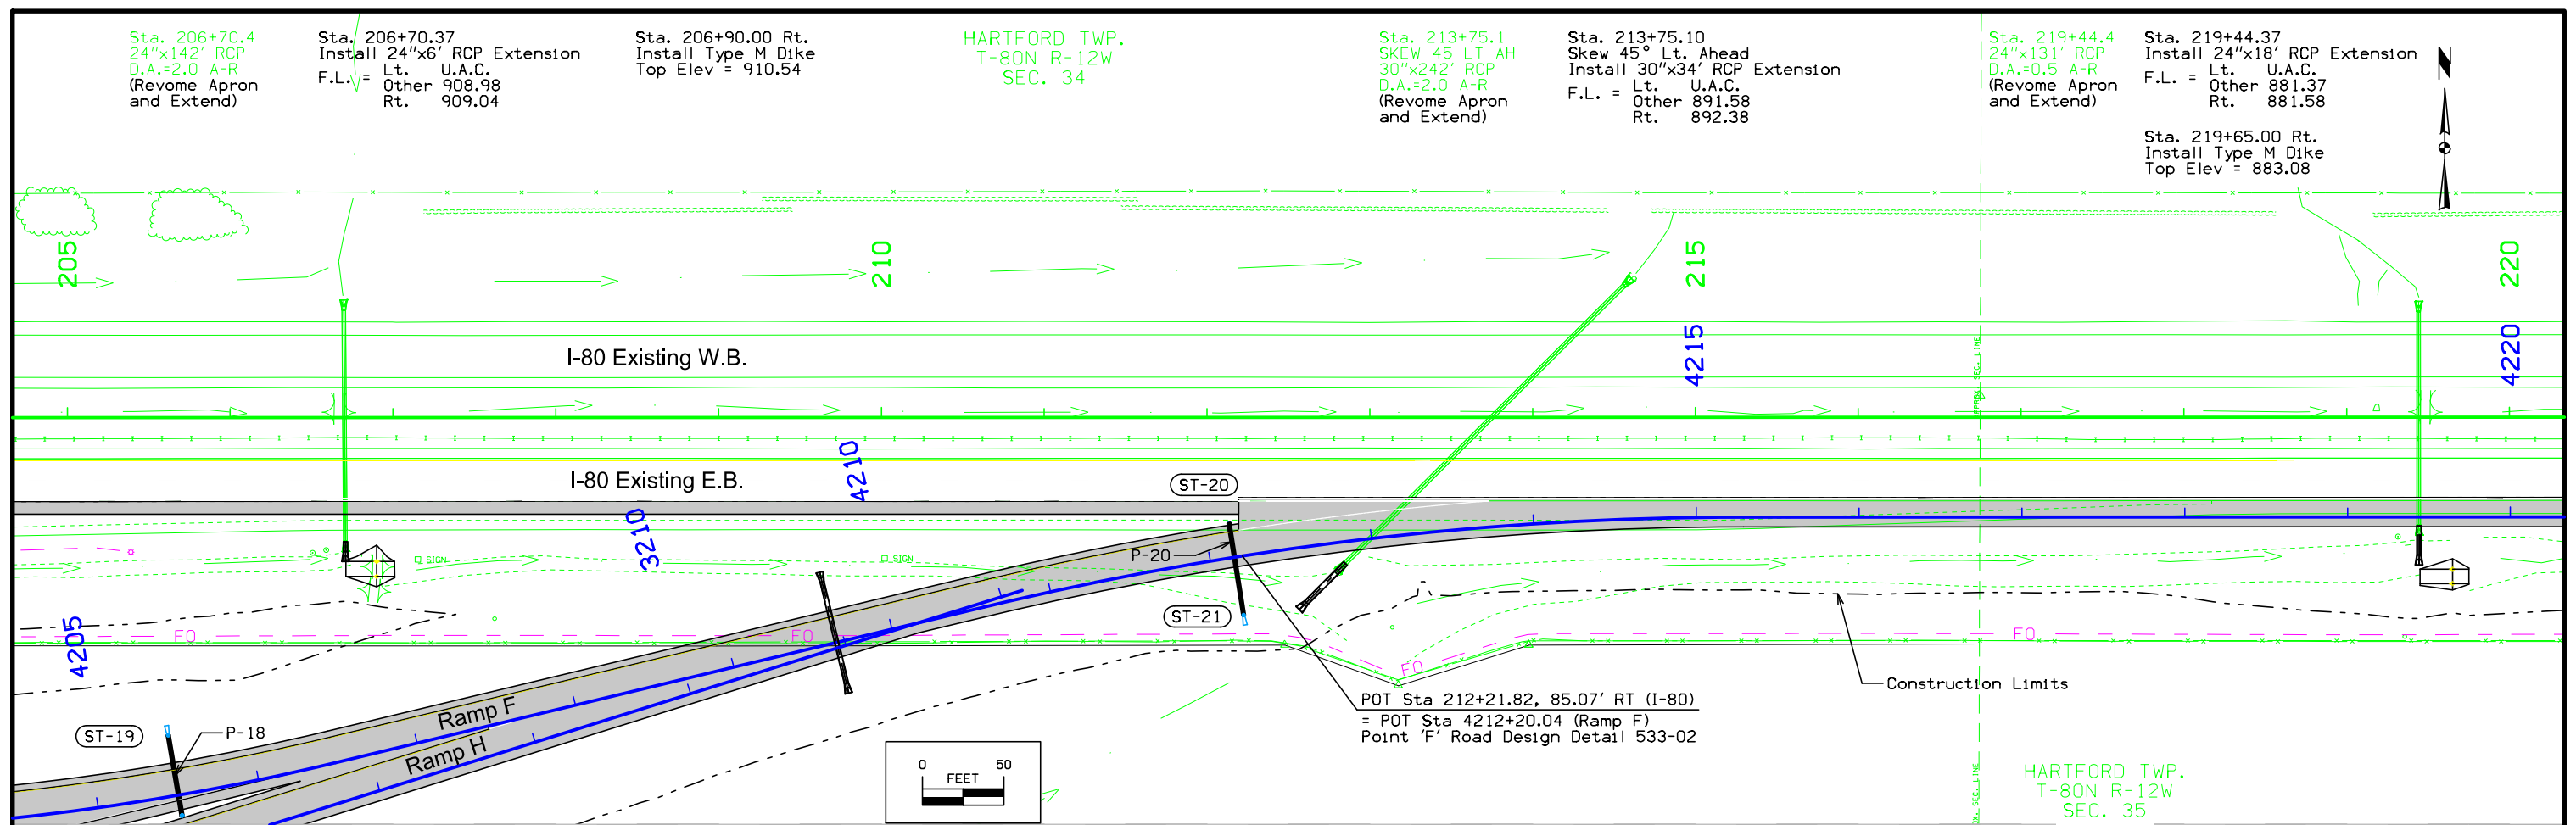 Sta. 206+70.4
24"x142' RCP
D.A.=2.0 A-R
(Revome Apron
and Extend)
Sta. 206+70.37
Install 24"x6' RCP Extension
F.L. = Lt. U.A.C.
Other 908.98
Rt. 909.04
Sta. 206+90.00 Rt.
Install Type M Dike
Top Elev = 910.54
HARTFORD TWP.
T-80N R-12W
SEC. 34
Sta. 213+75.1
SKEW 45 LT AH
30"x242' RCP
D.A.=2.0 A-R
(Revome Apron
and Extend)
Sta. 213+75.10
Skew 45° Lt. Ahead
Install 30"x34' RCP Extension
F.L. = Lt. U.A.C.
Other 891.58
Rt. 892.38
Sta. 219+44.4
24"x131' RCP
D.A.=0.5 A-R
(Revome Apron
and Extend)
Sta. 219+44.37
Install 24"x18' RCP Extension
F.L. = Lt. U.A.C.
Other 881.37
Rt. 881.58
Sta. 219+65.00 Rt.
Install Type M Dike
Top Elev = 883.08
N
205
210
215
220
4215
4220
I-80 Existing W.B.
SEC. LINE
I-80 Existing E.B.
4210
ST-20
3210
SIGN
SIGN
P-20
ST-21
4205
FO
FO
FO
FO
POT Sta 212+21.82, 85.07' RT (I-80)
= POT Sta 4212+20.04 (Ramp F)
Point 'F' Road Design Detail 533-02
Construction Limits
ST-19
P-18
Ramp F
Ramp H
0 50
FEET
SEC. LINE
HARTFORD TWP.
T-80N R-12W
SEC. 35